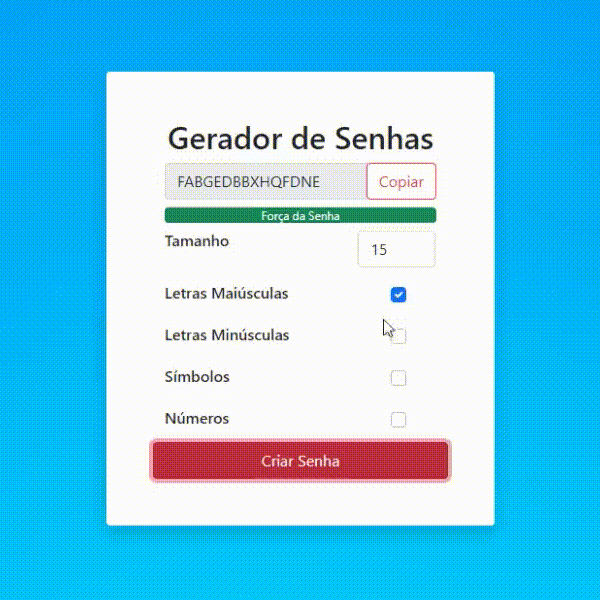 Gerador de Senhas
FABGEDBBXHQFDNE Copiar
Força da Senha
Tamanho 15
Letras Maiúsculas
Letras Minúsculas
Símbolos
Números
Criar Senha